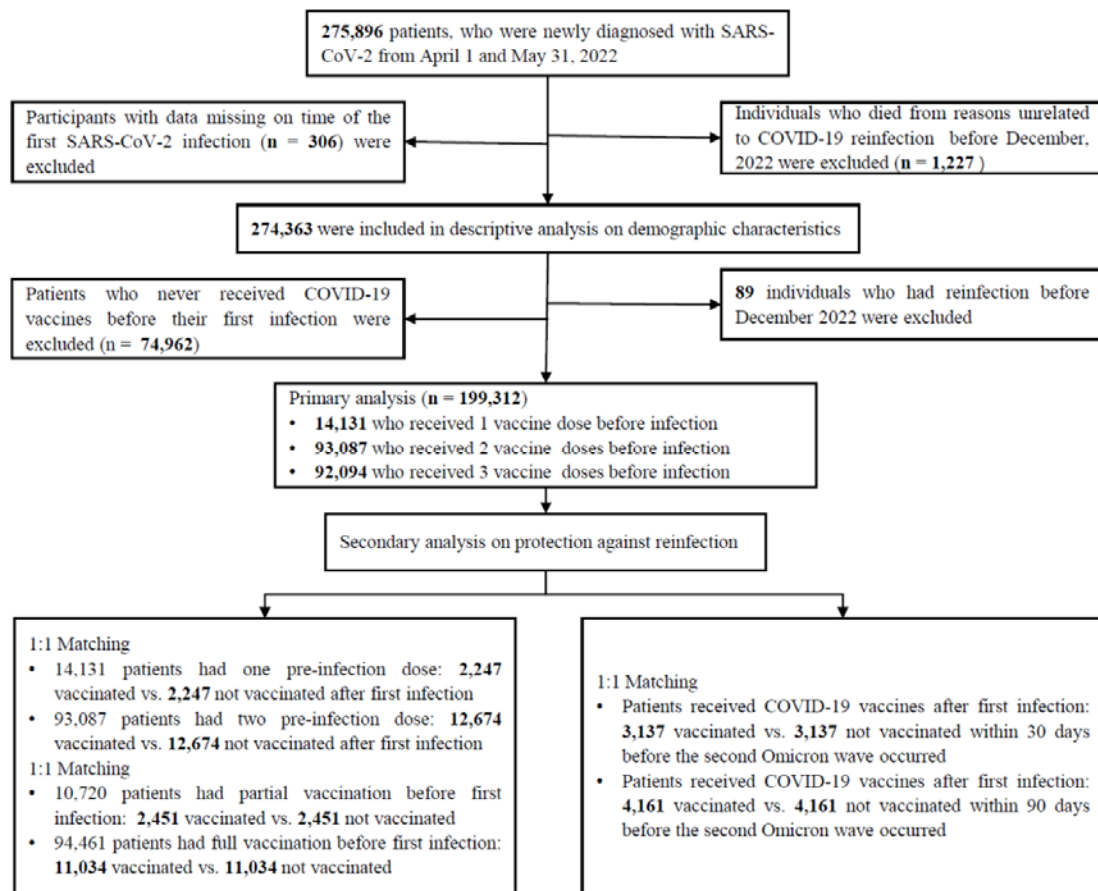 275,896 patients, who were newly diagnosed with SARS-
CoV-2 from April 1 and May 31, 2022
Participants with data missing on time of the
first SARS-CoV-2 infection (n = 306) were
excluded
Individuals who died from reasons unrelated
to COVID-19 reinfection before December,
2022 were excluded (n = 1,227 )
274,363 were included in descriptive analysis on demographic characteristics
Patients who never received COVID-19
vaccines before their first infection were
excluded (n = 74,962)
89 individuals who had reinfection before
December 2022 were excluded
Primary analysis (n = 199,312)
• 14,131 who received 1 vaccine dose before infection
• 93,087 who received 2 vaccine doses before infection
• 92,094 who received 3 vaccine doses before infection
Secondary analysis on protection against reinfection
1:1 Matching
• 14,131 patients had one pre-infection dose: 2,247
vaccinated vs. 2,247 not vaccinated after first infection
• 93,087 patients had two pre-infection dose: 12,674
vaccinated vs. 12,674 not vaccinated after first infection
1:1 Matching
• 10,720 patients had partial vaccination before first
infection: 2,451 vaccinated vs. 2,451 not vaccinated
• 94,461 patients had full vaccination before first infection:
11,034 vaccinated vs. 11,034 not vaccinated
1:1 Matching
• Patients received COVID-19 vaccines after first infection:
3,137 vaccinated vs. 3,137 not vaccinated within 30 days
before the second Omicron wave occurred
• Patients received COVID-19 vaccines after first infection:
4,161 vaccinated vs. 4,161 not vaccinated within 90 days
before the second Omicron wave occurred